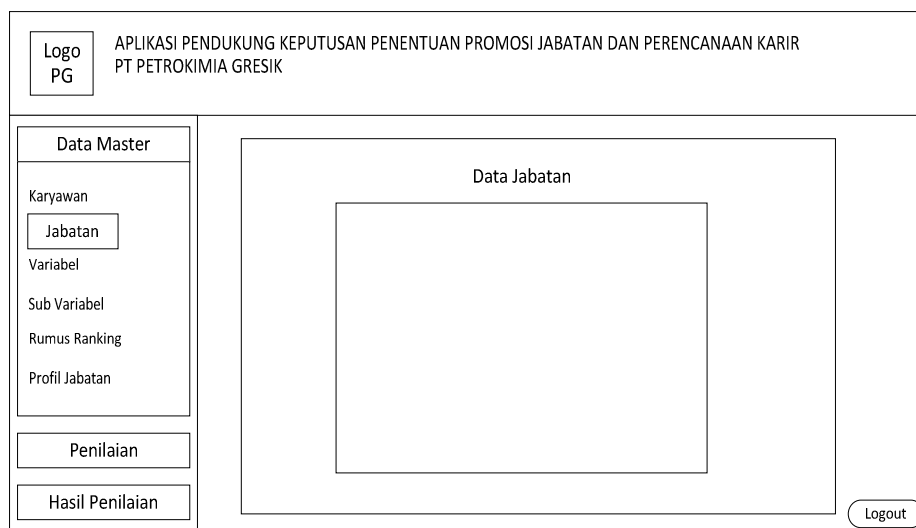 Logo
PG
APLIKASI PENDUKUNG KEPUTUSAN PENENTUAN PROMOSI JABATAN DAN PERENCANAAN KARIR
PT PETROKIMIA GRESIK
Data Master
Karyawan
Jabatan
Variabel
Sub Variabel
Rumus Ranking
Profil Jabatan
Penilaian
Hasil Penilaian
Data Jabatan
Logout